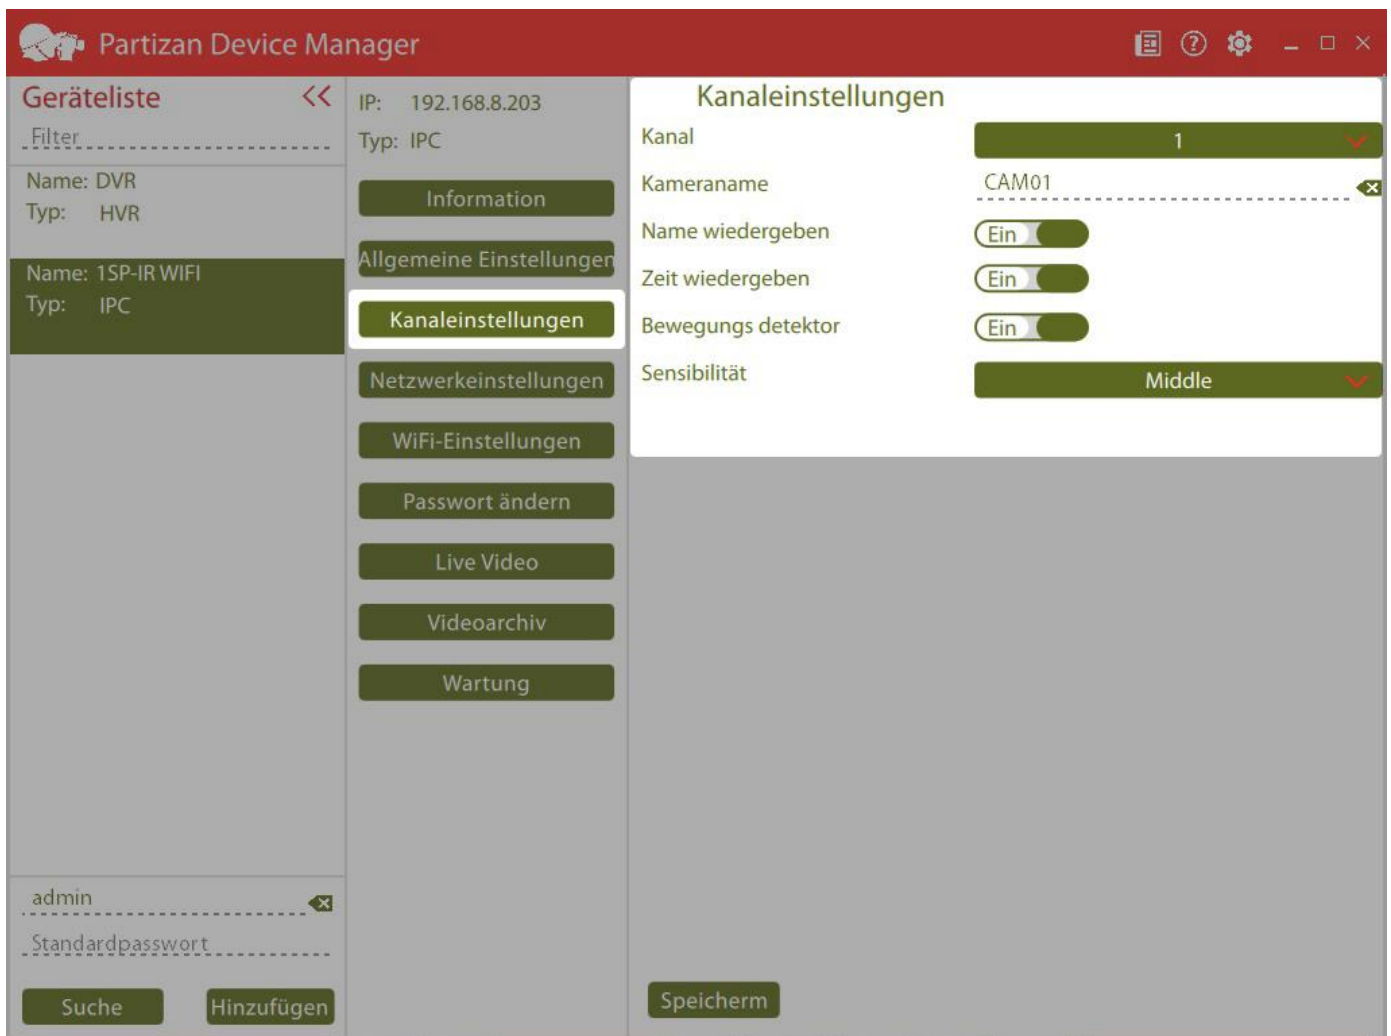 Partizan Device Manager
Geräteliste <<
Filter
Name: DVR
Typ: HVR
Name: 1SP-IR WIFI
Typ: IPC
admin
Standardpasswort
Suche Hinzufügen
IP: 192.168.8.203
Typ: IPC
Information
Allgemeine Einstellungen
Kanaleinstellungen
Netzwerkeinstellungen
WiFi-Einstellungen
Passwort ändern
Live Video
Videoarchiv
Wartung
Kanaleinstellungen
Kanal 1
Kameraname CAM01
Name wiedergeben Ein
Zeit wiedergeben Ein
Bewegungs detektor Ein
Sensibilität Middle
Speicherm